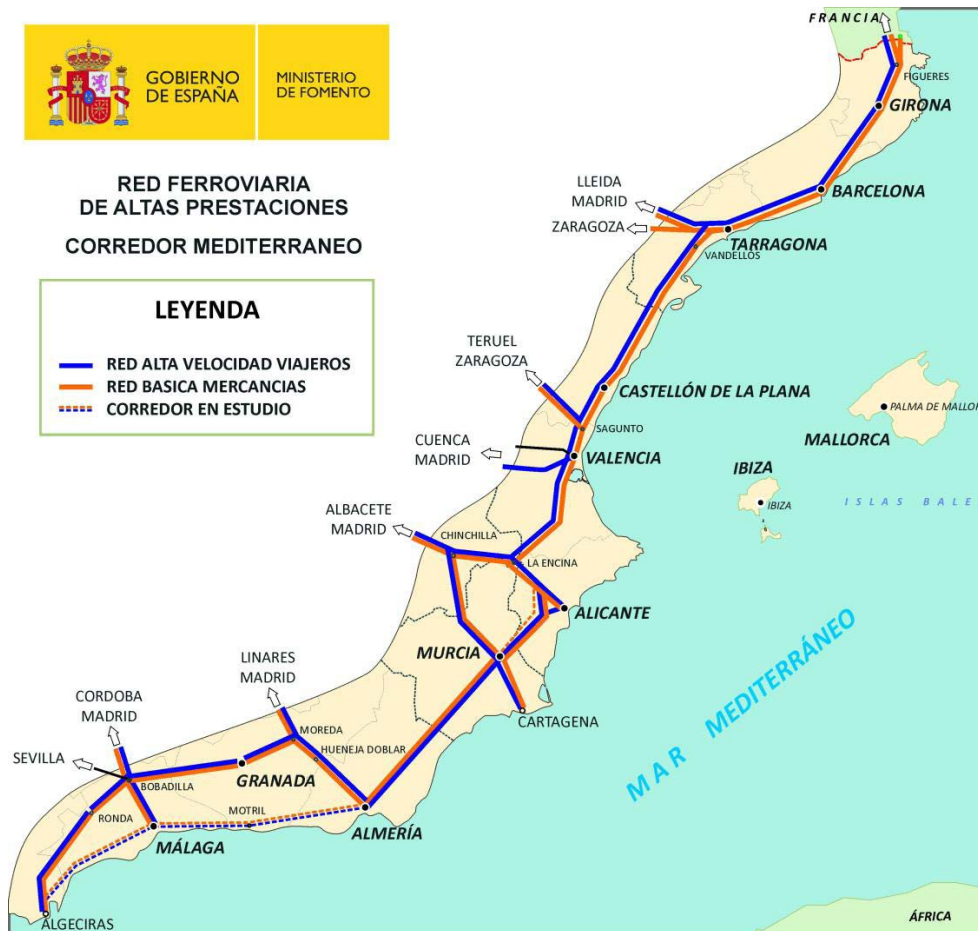 GOBIERNO
DE ESPAÑA
MINISTERIO
DE FOMENTO
RED FERROVIARIA
DE ALTAS PRESTACIONES
CORREDOR MEDITERRANEO
LEYENDA
RED ALTA VELOCIDAD VIAJEROS
RED BASICA MERCANCIAS
CORREDOR EN ESTUDIO
FRANCIA
FIGUERES
GIRONA
BARCELONA
LLEIDA
MADRID
ZARAGOZA
TARRAGONA
VANDELLOS
TERUEL
ZARAGOZA
CASTELLÓN DE LA PLANA
PALMA DE MALLOR
MALLORCA
SAGUNTO
CUENCA
MADRID
VALENCIA
IBIZA
IBIZA
ISLAS BALE
ALBACETE
MADRID
CHINCHILLA
LA ENCINA
ALICANTE
MURCIA
MAR MEDITERRÁNEO
LINARES
MADRID
CARTAGENA
CORDOBA
MADRID
MOREDA
SEVILLA
HUENEJA DOBLAR
GRANADA
BOBADILLA
MOTRIL
RONDA
ALMERÍA
MÁLAGA
ALGECIRAS
ÁFRICA